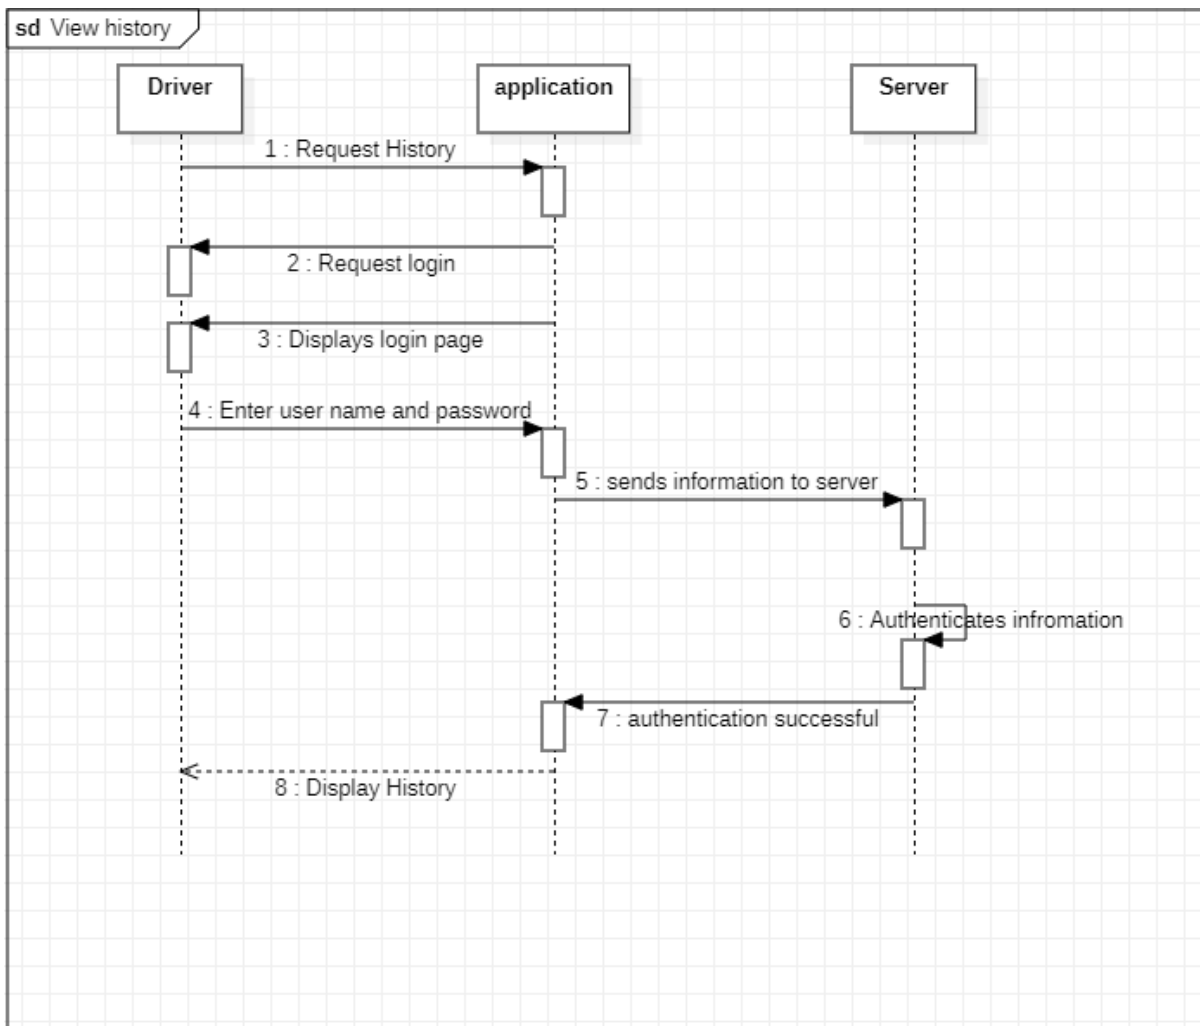 sd View history
Driver
application
Server
1 : Request History
2 : Request login
3 : Displays login page
4 : Enter user name and password
5 : sends information to server
6 : Authenticates infromation
7 : authentication successful
8 : Display History